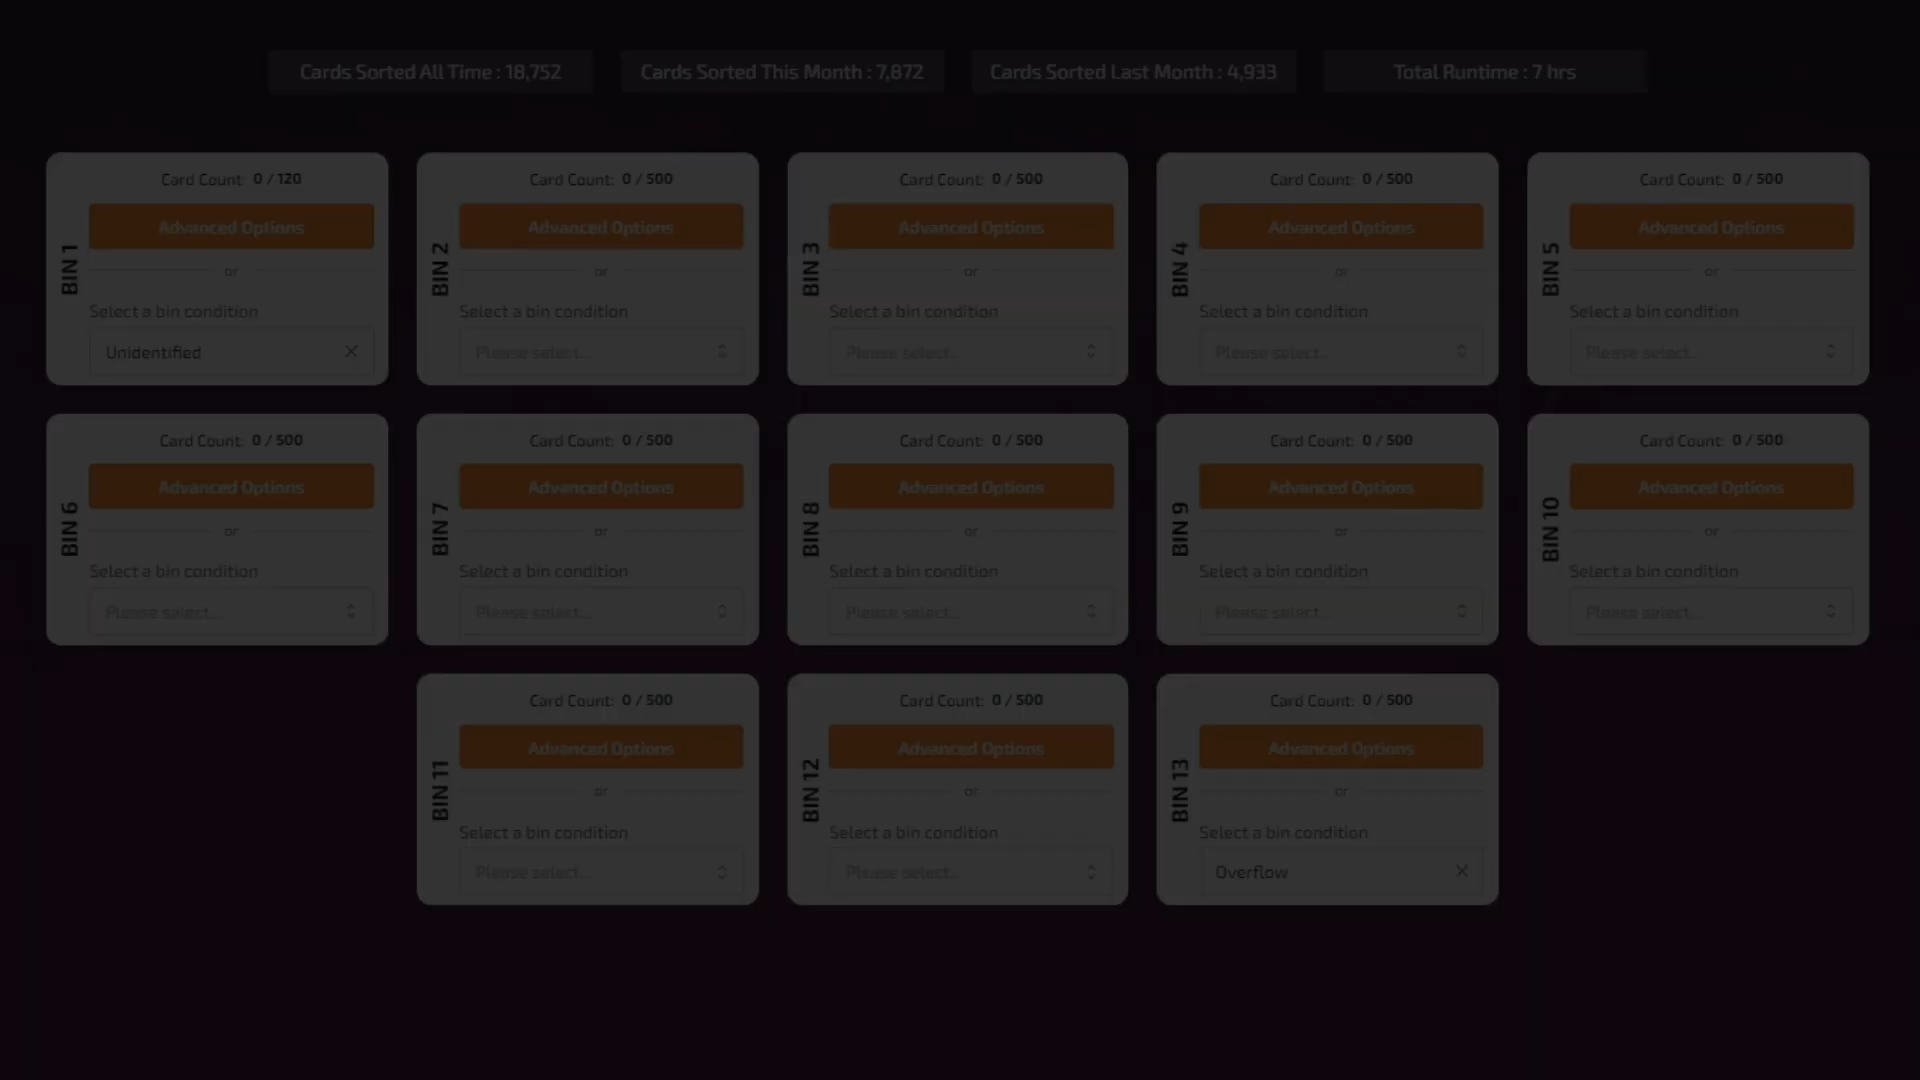 Cards Sorted All Time : 18,752
Cards Sorted This Month : 7,872
Cards Sorted Last Month : 4,933
Total Runtime : 7 hrs
BIN 1
Card Count: 0 / 120
Advanced Options
or
Select a bin condition
Unidentified
BIN 2
Card Count: 0 / 500
Advanced Options
or
Select a bin condition
Please select...
BIN 3
Card Count: 0 / 500
Advanced Options
or
Select a bin condition
Please select...
BIN 4
Card Count: 0 / 500
Advanced Options
or
Select a bin condition
Please select...
BIN 5
Card Count: 0 / 500
Advanced Options
or
Select a bin condition
Please select...
BIN 6
Card Count: 0 / 500
Advanced Options
or
Select a bin condition
Please select...
BIN 7
Card Count: 0 / 500
Advanced Options
or
Select a bin condition
Please select...
BIN 8
Card Count: 0 / 500
Advanced Options
or
Select a bin condition
Please select...
BIN 9
Card Count: 0 / 500
Advanced Options
or
Select a bin condition
Please select...
BIN 10
Card Count: 0 / 500
Advanced Options
or
Select a bin condition
Please select...
BIN 11
Card Count: 0 / 500
Advanced Options
or
Select a bin condition
Please select...
BIN 12
Card Count: 0 / 500
Advanced Options
or
Select a bin condition
Please select...
BIN 13
Card Count: 0 / 500
Advanced Options
or
Select a bin condition
Overflow